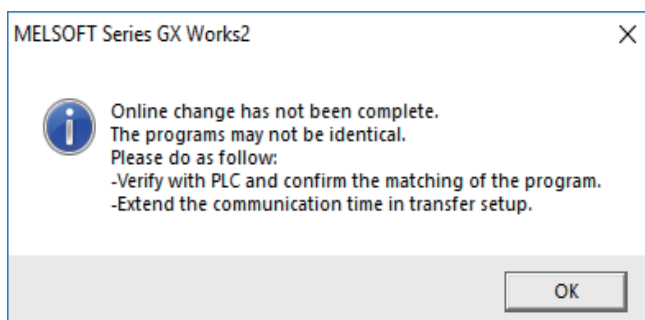 MELSOFT Series GX Works2
Online change has not been complete.
The programs may not be identical.
Please do as follow:
-Verify with PLC and confirm the matching of the program.
-Extend the communication time in transfer setup.
OK